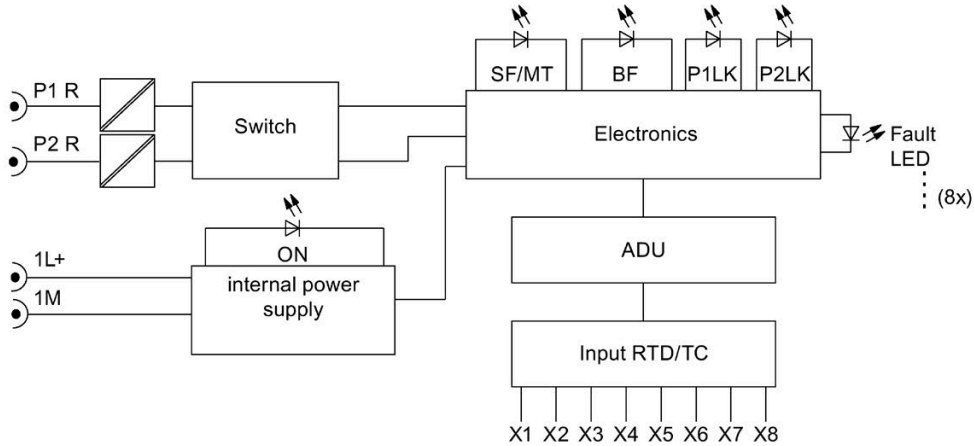 SF/MT
BF
P1LK
P2LK
P1 R
P2 R
Switch
Electronics
Fault
LED
(8x)
ON
1L+
1M
internal power
supply
ADU
Input RTD/TC
X1 X2 X3 X4 X5 X6 X7 X8